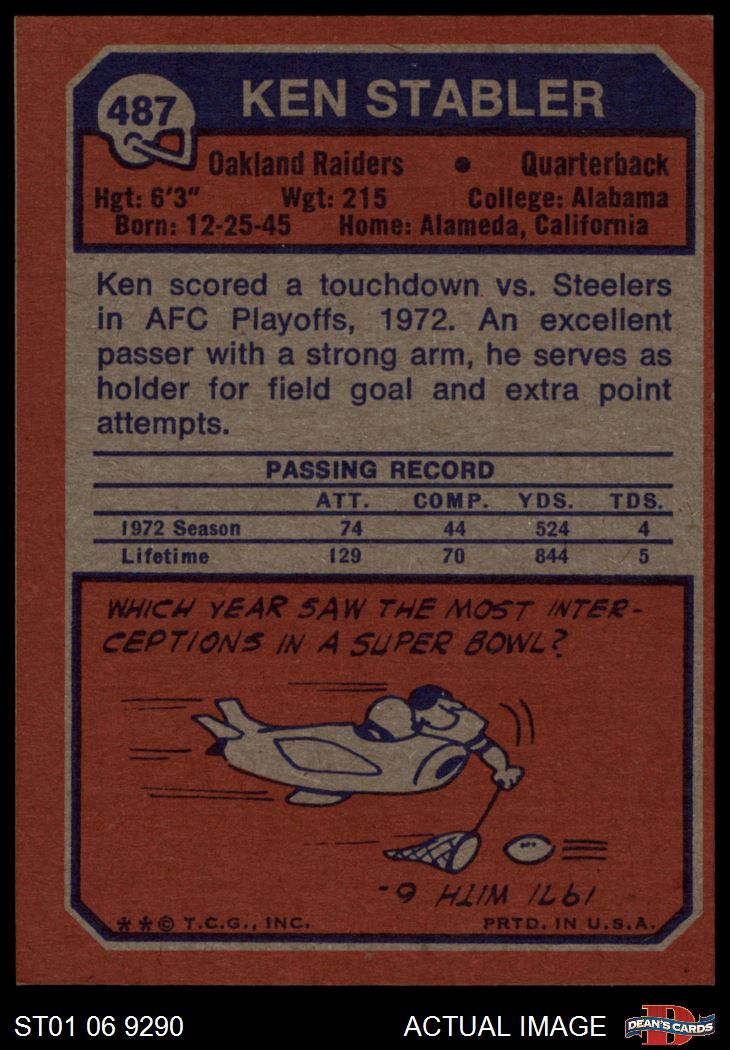 487
KEN STABLER
Oakland Raiders • Quarterback
Hgt: 6'3" Wgt: 215 College: Alabama
Born: 12-25-45 Home: Alameda, California
Ken scored a touchdown vs. Steelers
in AFC Playoffs, 1972. An excellent
passer with a strong arm, he serves as
holder for field goal and extra point
attempts.
PASSING RECORD
ATT. COMP. YDS. TDS.
1972 Season 74 44 524 4
Lifetime 129 70 844 5
WHICH YEAR SAW THE MOST INTER-
CEPTIONS IN A SUPER BOWL?
1971 WITH 6-
**© T.C.G., INC. PRTD. IN U.S.A.
ST01 06 9290 ACTUAL IMAGE D DEAN'S CARDS